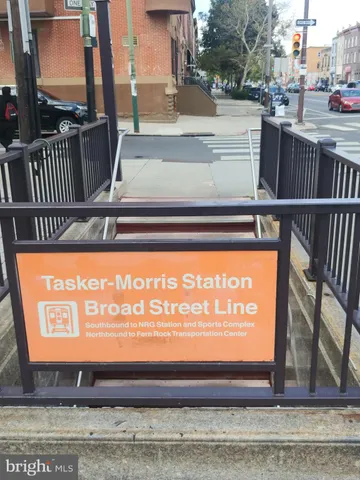 ONE
Tasker-Morris Station
Broad Street Line
Southbound to NRG Station and Sports Complex
Northbound to Fern Rock Transportation Center
bright MLS